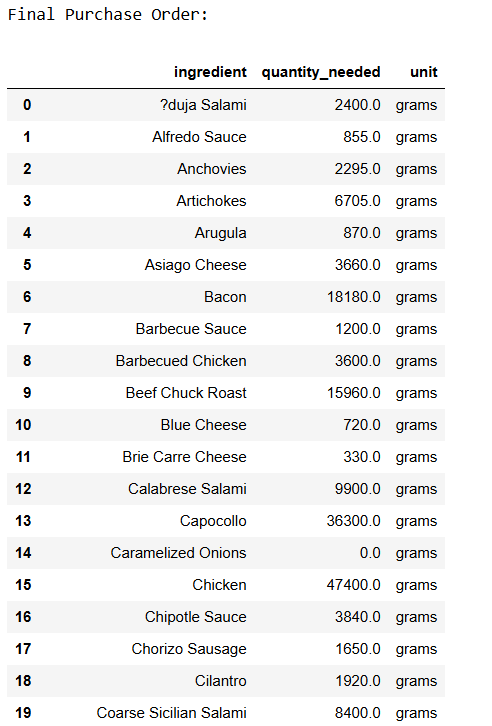 Final Purchase Order:
ingredient quantity_needed unit
0 ?duja Salami 2400.0 grams
1 Alfredo Sauce 855.0 grams
2 Anchovies 2295.0 grams
3 Artichokes 6705.0 grams
4 Arugula 870.0 grams
5 Asiago Cheese 3660.0 grams
6 Bacon 18180.0 grams
7 Barbecue Sauce 1200.0 grams
8 Barbecued Chicken 3600.0 grams
9 Beef Chuck Roast 15960.0 grams
10 Blue Cheese 720.0 grams
11 Brie Carre Cheese 330.0 grams
12 Calabrese Salami 9900.0 grams
13 Capocollo 36300.0 grams
14 Caramelized Onions 0.0 grams
15 Chicken 47400.0 grams
16 Chipotle Sauce 3840.0 grams
17 Chorizo Sausage 1650.0 grams
18 Cilantro 1920.0 grams
19 Coarse Sicilian Salami 8400.0 grams